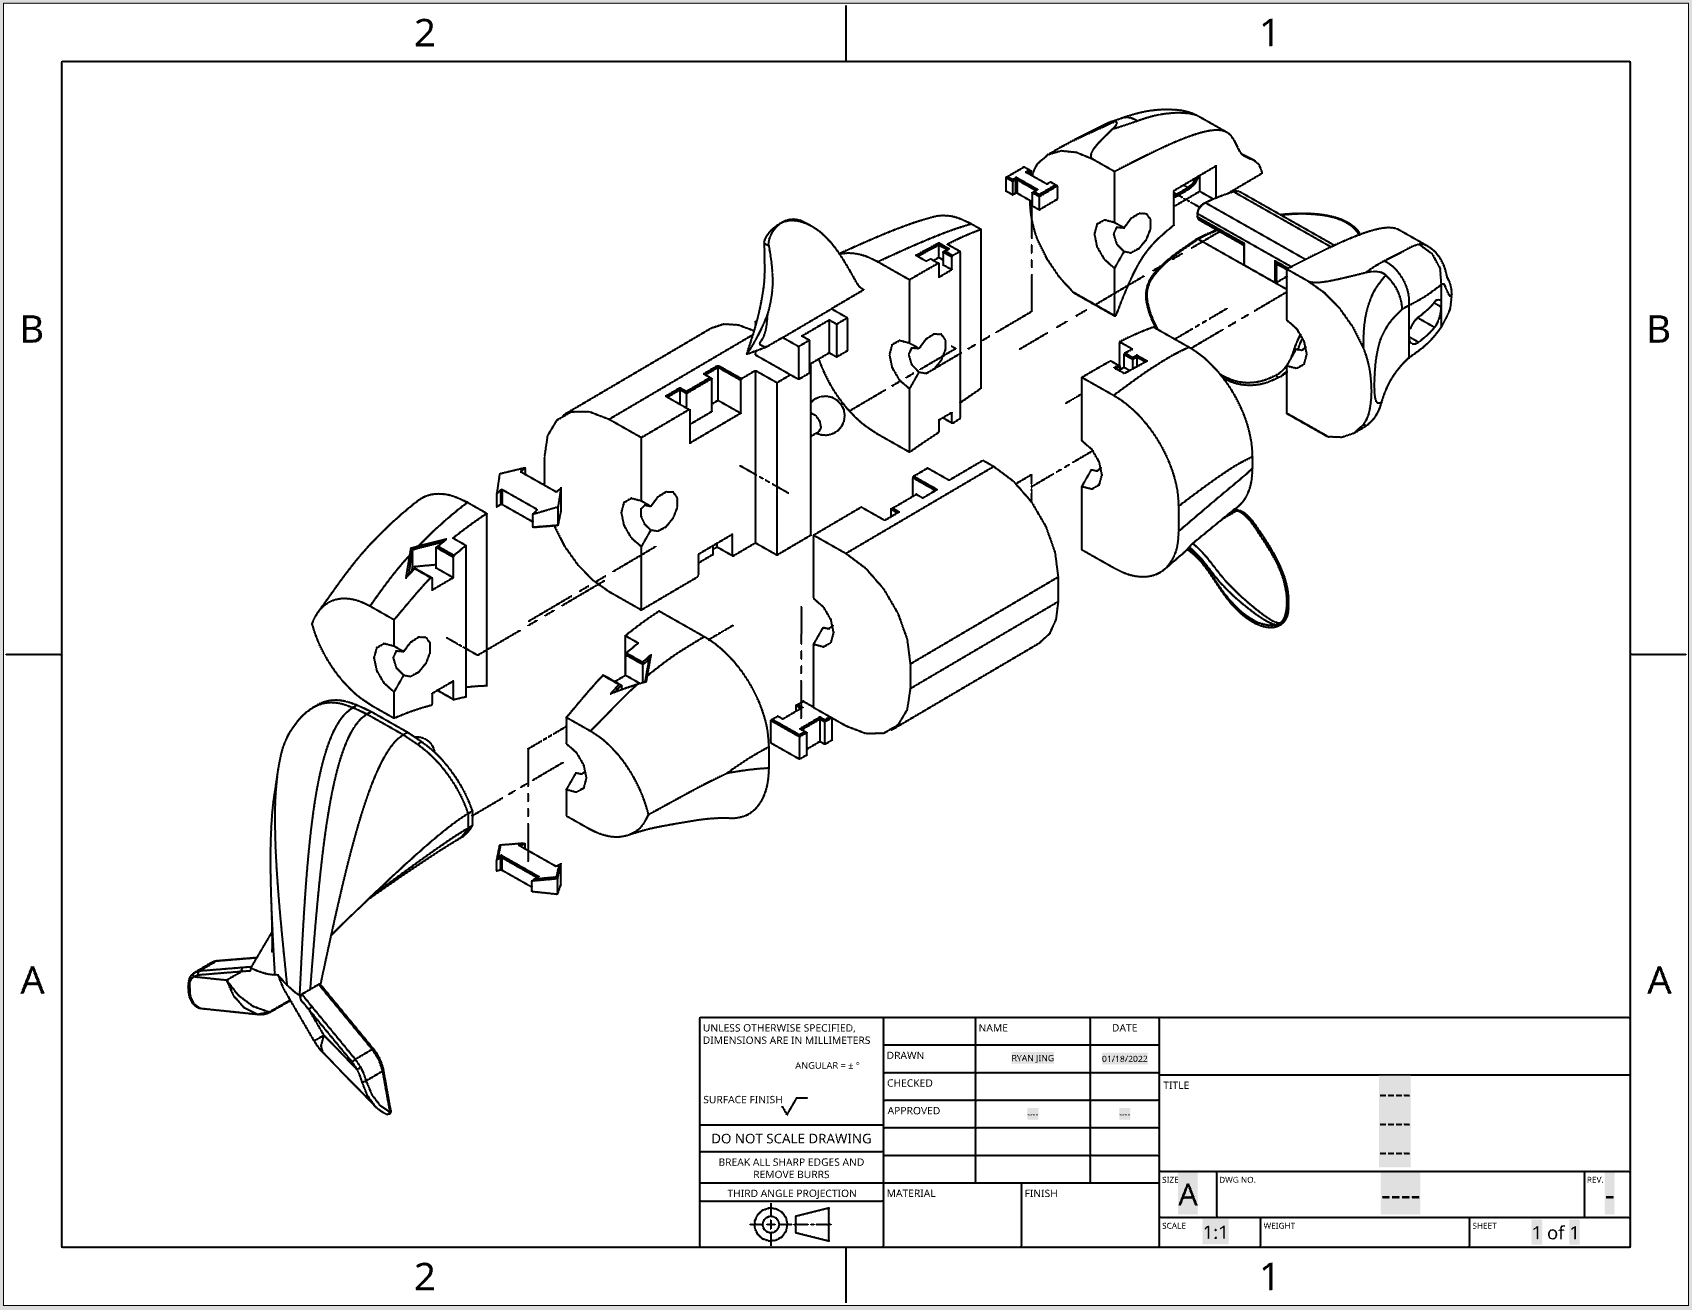 2 1
B B
A A
UNLESS OTHERWISE SPECIFIED,
DIMENSIONS ARE IN MILLIMETERS
ANGULAR = ± °
SURFACE FINISH
DO NOT SCALE DRAWING
BREAK ALL SHARP EDGES AND
REMOVE BURRS
THIRD ANGLE PROJECTION
NAME DATE
DRAWN RYAN JING 01/18/2022
CHECKED
APPROVED ---- ----
MATERIAL FINISH
TITLE
----
----
----
SIZE A DWG NO. ---- REV. -
SCALE 1:1 WEIGHT SHEET 1 of 1
2 1